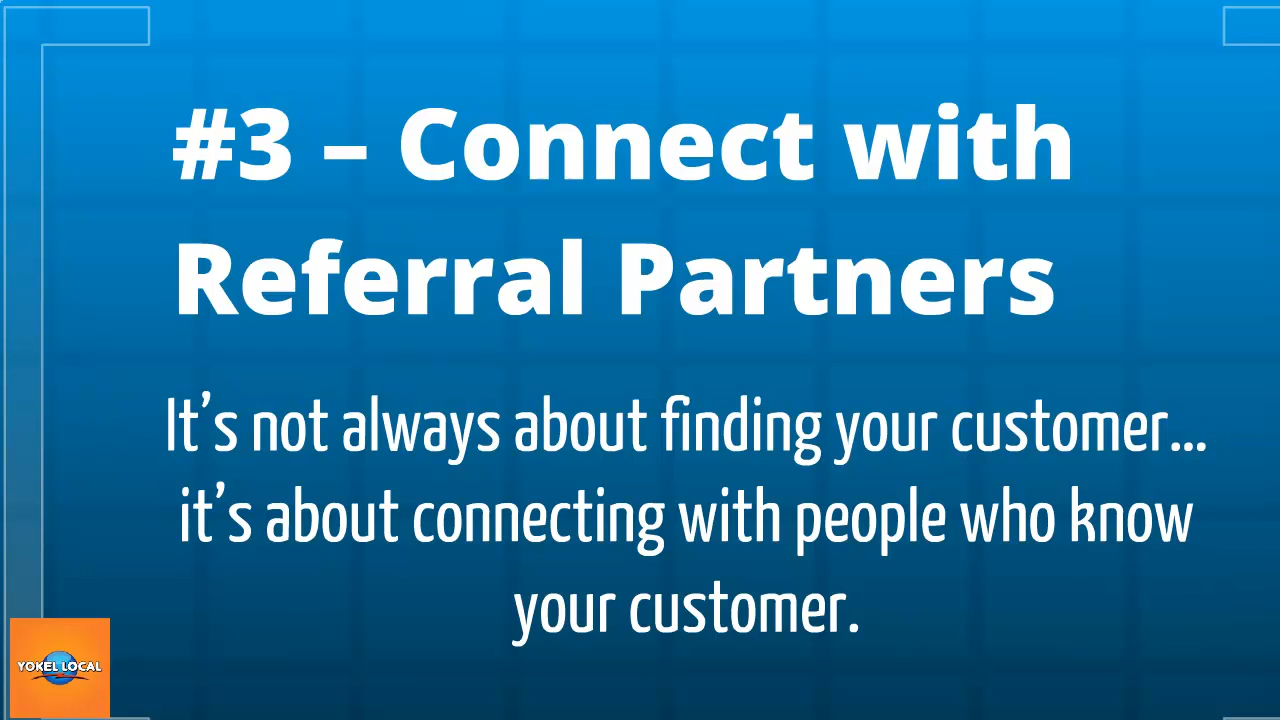 #3 – Connect with
Referral Partners
It’s not always about finding your customer...
it’s about connecting with people who know
your customer.
YOKEL LOCAL